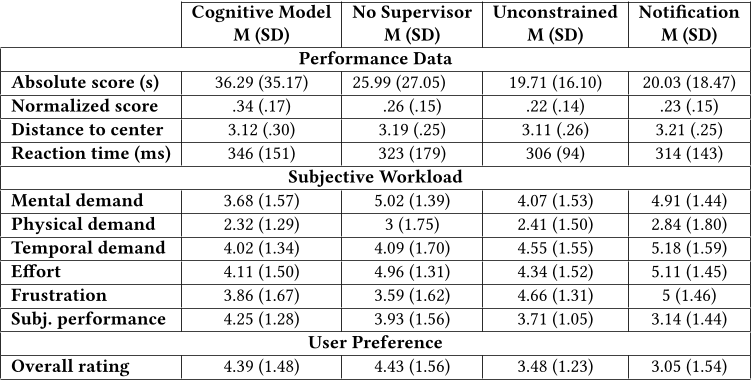 Cognitive Model No Supervisor Unconstrained Notification
M (SD) M (SD) M (SD) M (SD)
Performance Data
Absolute score (s) 36.29 (35.17) 25.99 (27.05) 19.71 (16.10) 20.03 (18.47)
Normalized score .34 (.17) .26 (.15) .22 (.14) .23 (.15)
Distance to center 3.12 (.30) 3.19 (.25) 3.11 (.26) 3.21 (.25)
Reaction time (ms) 346 (151) 323 (179) 306 (94) 314 (143)
Subjective Workload
Mental demand 3.68 (1.57) 5.02 (1.39) 4.07 (1.53) 4.91 (1.44)
Physical demand 2.32 (1.29) 3 (1.75) 2.41 (1.50) 2.84 (1.80)
Temporal demand 4.02 (1.34) 4.09 (1.70) 4.55 (1.55) 5.18 (1.59)
Effort 4.11 (1.50) 4.96 (1.31) 4.34 (1.52) 5.11 (1.45)
Frustration 3.86 (1.67) 3.59 (1.62) 4.66 (1.31) 5 (1.46)
Subj. performance 4.25 (1.28) 3.93 (1.56) 3.71 (1.05) 3.14 (1.44)
User Preference
Overall rating 4.39 (1.48) 4.43 (1.56) 3.48 (1.23) 3.05 (1.54)